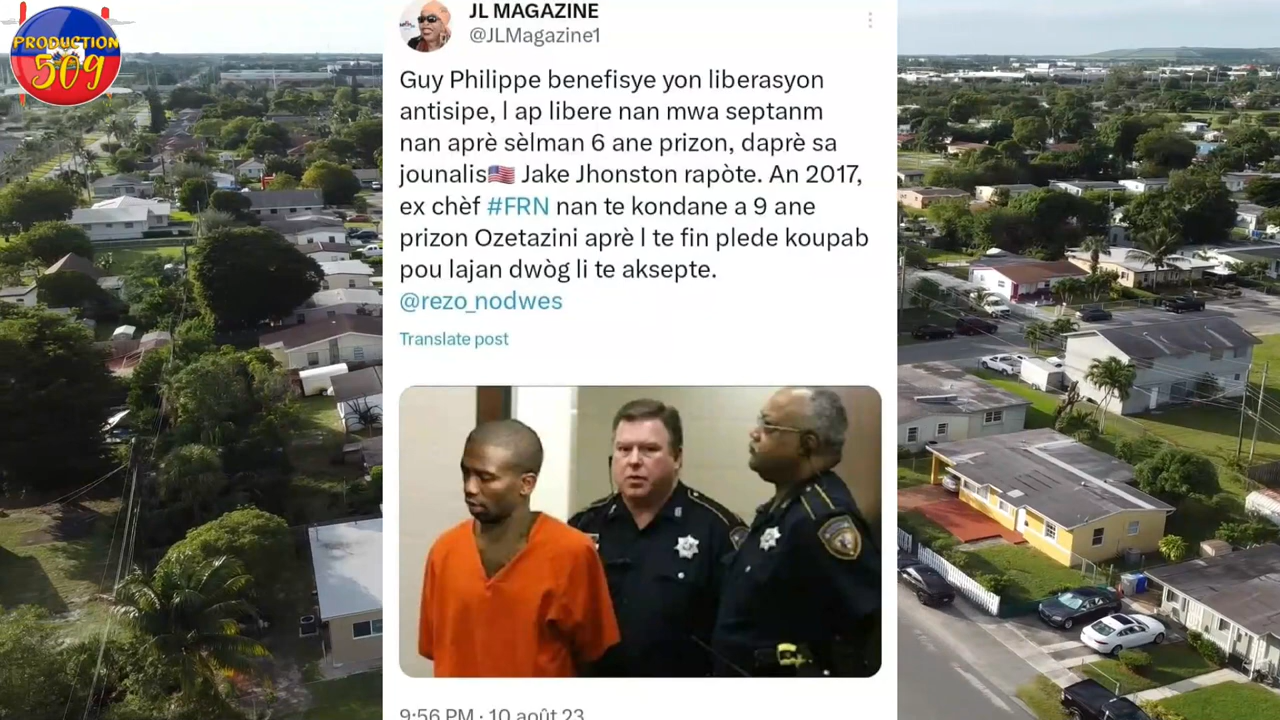 PRODUCTION
509
JL MAGAZINE
@JLMagazine1
Guy Philippe benefisye yon liberasyon
antisipe, l ap libere nan mwa septanm
nan aprè sèlman 6 ane prizon, daprè sa
jounalis🇺🇸 Jake Jhonston rapòte. An 2017,
ex chèf #FRN nan te kondane a 9 ane
prizon Ozetazini aprè l te fin plede koupab
pou lajan dwòg li te aksepte.
@rezo_nodwes
Translate post
9:56 PM · 10 août 23